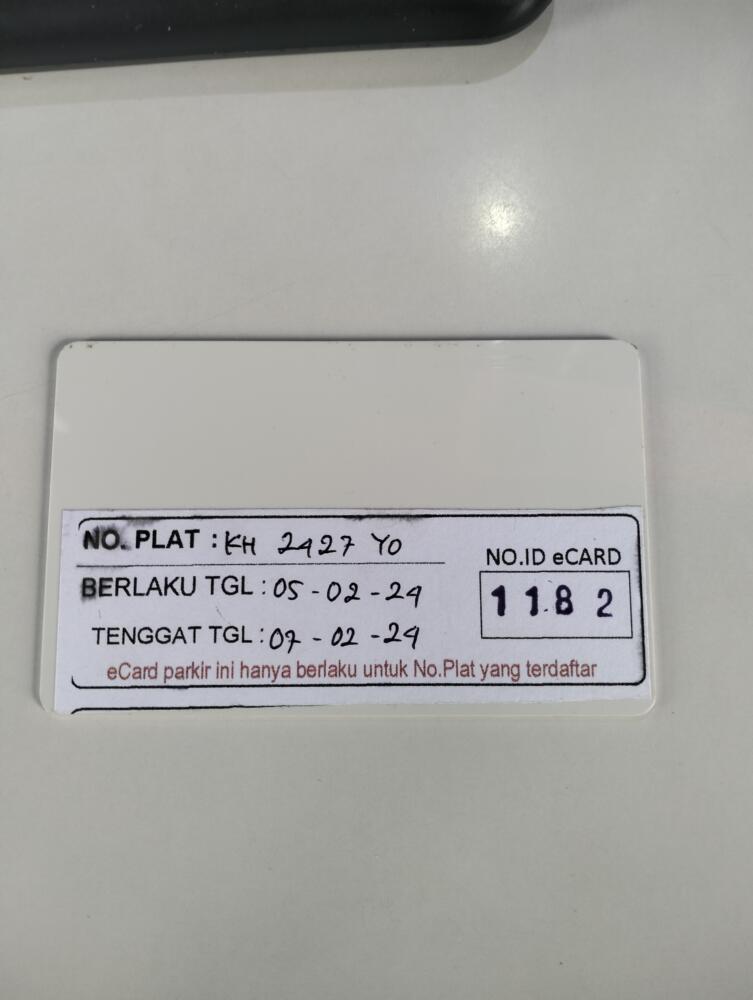 NO. PLAT : KH 2427 YO
BERLAKU TGL : 05 - 02 - 24
TENGGAT TGL : 07 - 02 - 24
eCard parkir ini hanya berlaku untuk No.Plat yang terdaftar
NO.ID eCARD
1182